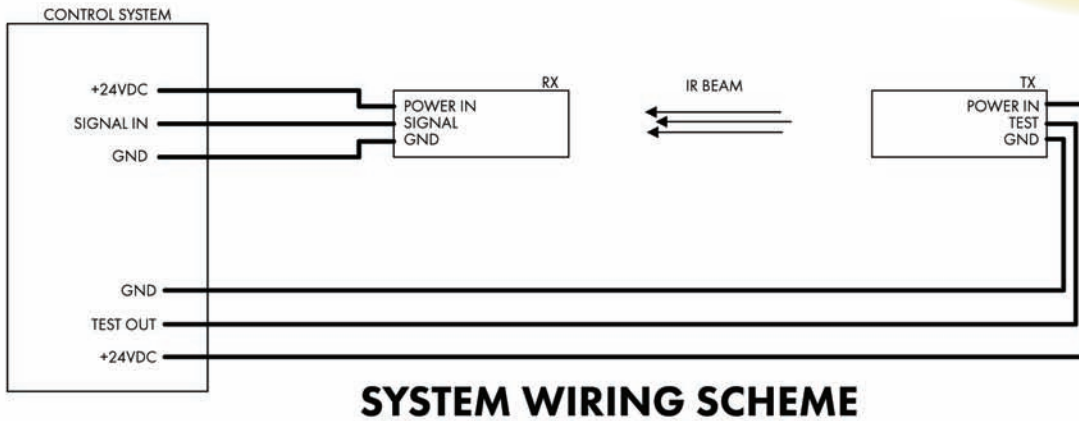 CONTROL SYSTEM
+24VDC
SIGNAL IN
GND
RX
POWER IN
SIGNAL
GND
IR BEAM
TX
POWER IN
TEST
GND
GND
TEST OUT
+24VDC
SYSTEM WIRING SCHEME